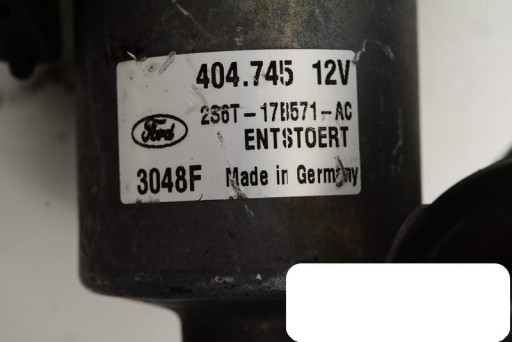 404.745 12V
2S6T-17B571-AC
Ford
ENTSTOERT
3048F Made in Germany